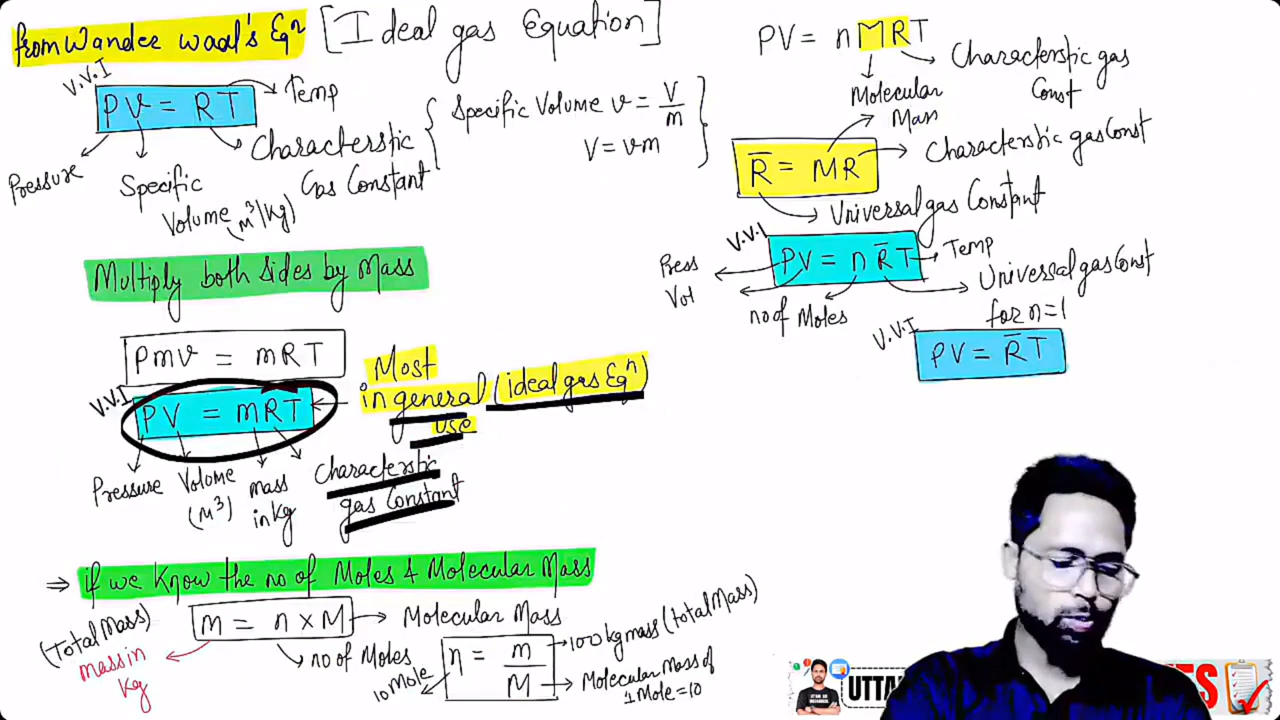 from Wander Waal's Eqⁿ [Ideal gas Equation]
V.V.I
Pv = RT
Temp
Characterstic
Gas Constant
Pressure
Specific
Volume (M³/Kg)
Specific Volume v = V/m
V = vm
Multiply both sides by Mass
Pmv = mRT
V.V.I
PV = mRT
Most
in general (ideal gas Eqⁿ)
use
Pressure
Volume
(M³)
mass
in Kg
Characterstic
gas Constant
⇒ if we Know the no of Moles & Molecular Mass
(Total Mass)
mass in
Kg
m = n × M
Molecular Mass
no of Moles
10 Mole
n = m/M
100 kg mass (Total Mass)
Molecular Mass of
1 Mole = 10
PV = nMRT
Characterstic gas
Const
Molecular
Mass
R̅ = MR
Characterstic gas Const
Universal gas Constant
V.V.I
PV = n R̅ T
Temp
Press
Vol
no of Moles
Universal gas Const
for n = 1
V.V.I
PV = R̅T
UTTA
ES